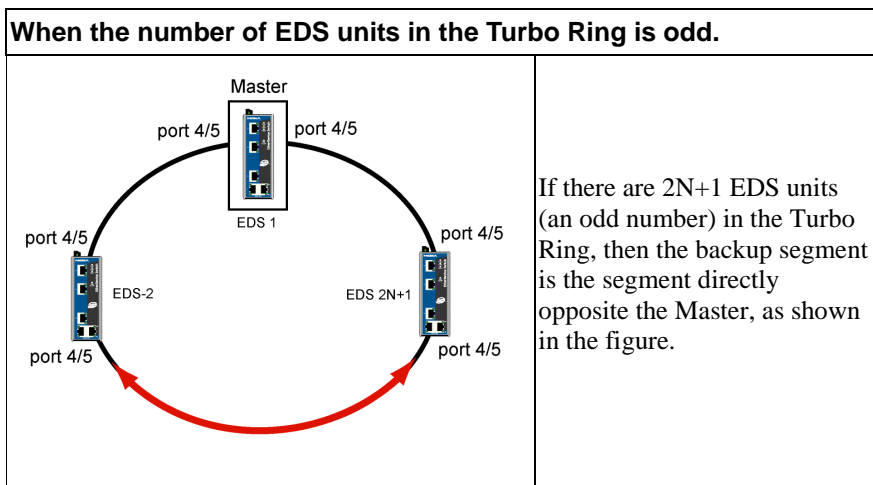 When the number of EDS units in the Turbo Ring is odd.
Master
port 4/5
port 4/5
EDS 1
port 4/5
port 4/5
EDS-2
EDS 2N+1
port 4/5
port 4/5
If there are 2N+1 EDS units
(an odd number) in the Turbo
Ring, then the backup segment
is the segment directly
opposite the Master, as shown
in the figure.